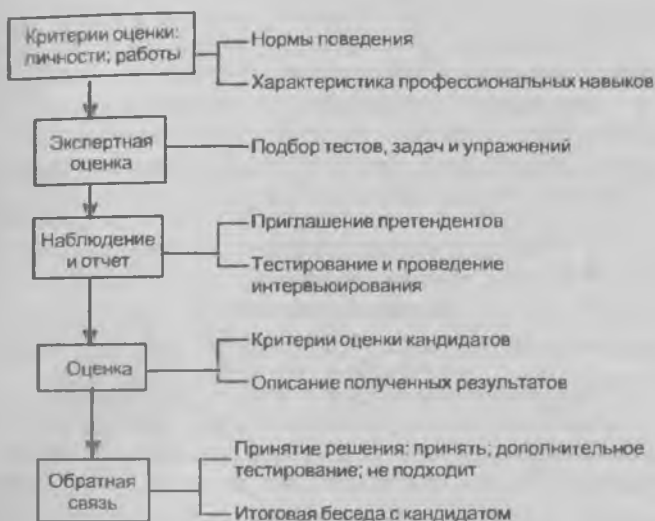 Критерии оценки:
личности; работы
Нормы поведения
Характеристика профессиональных навыков
Экспертная
оценка
Подбор тестов, задач и упражнений
Наблюдение
и отчет
Приглашение претендентов
Тестирование и проведение
интервьюирования
Оценка
Критерии оценки кандидатов
Описание полученных результатов
Обратная
связь
Принятие решения: принять; дополнительное
тестирование; не подходит
Итоговая беседа с кандидатом